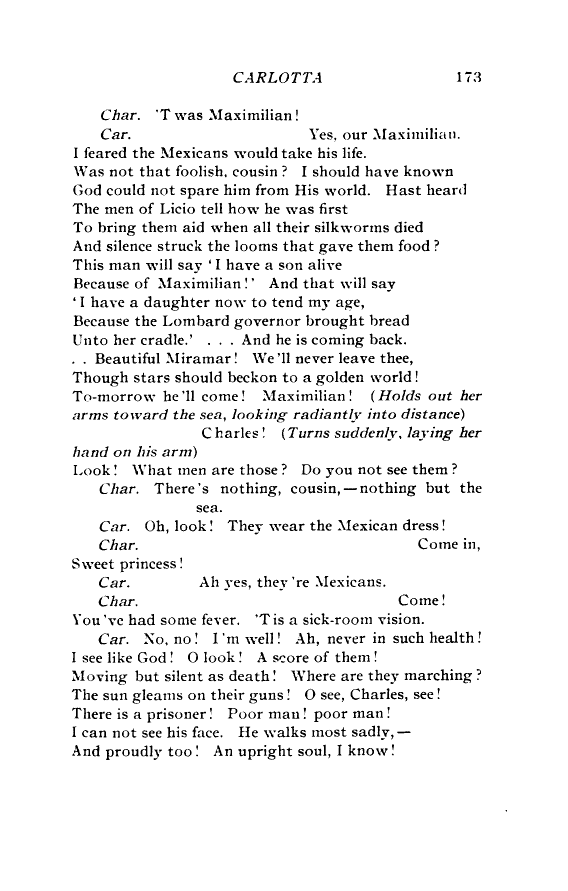 CARLOTTA 173
Char. 'T was Maximilian!
Car. Yes, our Maximilian.
I feared the Mexicans would take his life.
Was not that foolish, cousin? I should have known
God could not spare him from His world. Hast heard
The men of Licio tell how he was first
To bring them aid when all their silkworms died
And silence struck the looms that gave them food?
This man will say 'I have a son alive
Because of Maximilian!' And that will say
'I have a daughter now to tend my age,
Because the Lombard governor brought bread
Unto her cradle.' . . . And he is coming back.
. . Beautiful Miramar! We'll never leave thee,
Though stars should beckon to a golden world!
To-morrow he'll come! Maximilian! (Holds out her
arms toward the sea, looking radiantly into distance)
Charles! (Turns suddenly, laying her
hand on his arm)
Look! What men are those? Do you not see them?
Char. There's nothing, cousin,—nothing but the
sea.
Car. Oh, look! They wear the Mexican dress!
Char. Come in,
Sweet princess!
Car. Ah yes, they're Mexicans.
Char. Come!
You've had some fever. 'T is a sick-room vision.
Car. No, no! I'm well! Ah, never in such health!
I see like God! O look! A score of them!
Moving but silent as death! Where are they marching?
The sun gleams on their guns! O see, Charles, see!
There is a prisoner! Poor man! poor man!
I can not see his face. He walks most sadly,—
And proudly too! An upright soul, I know!